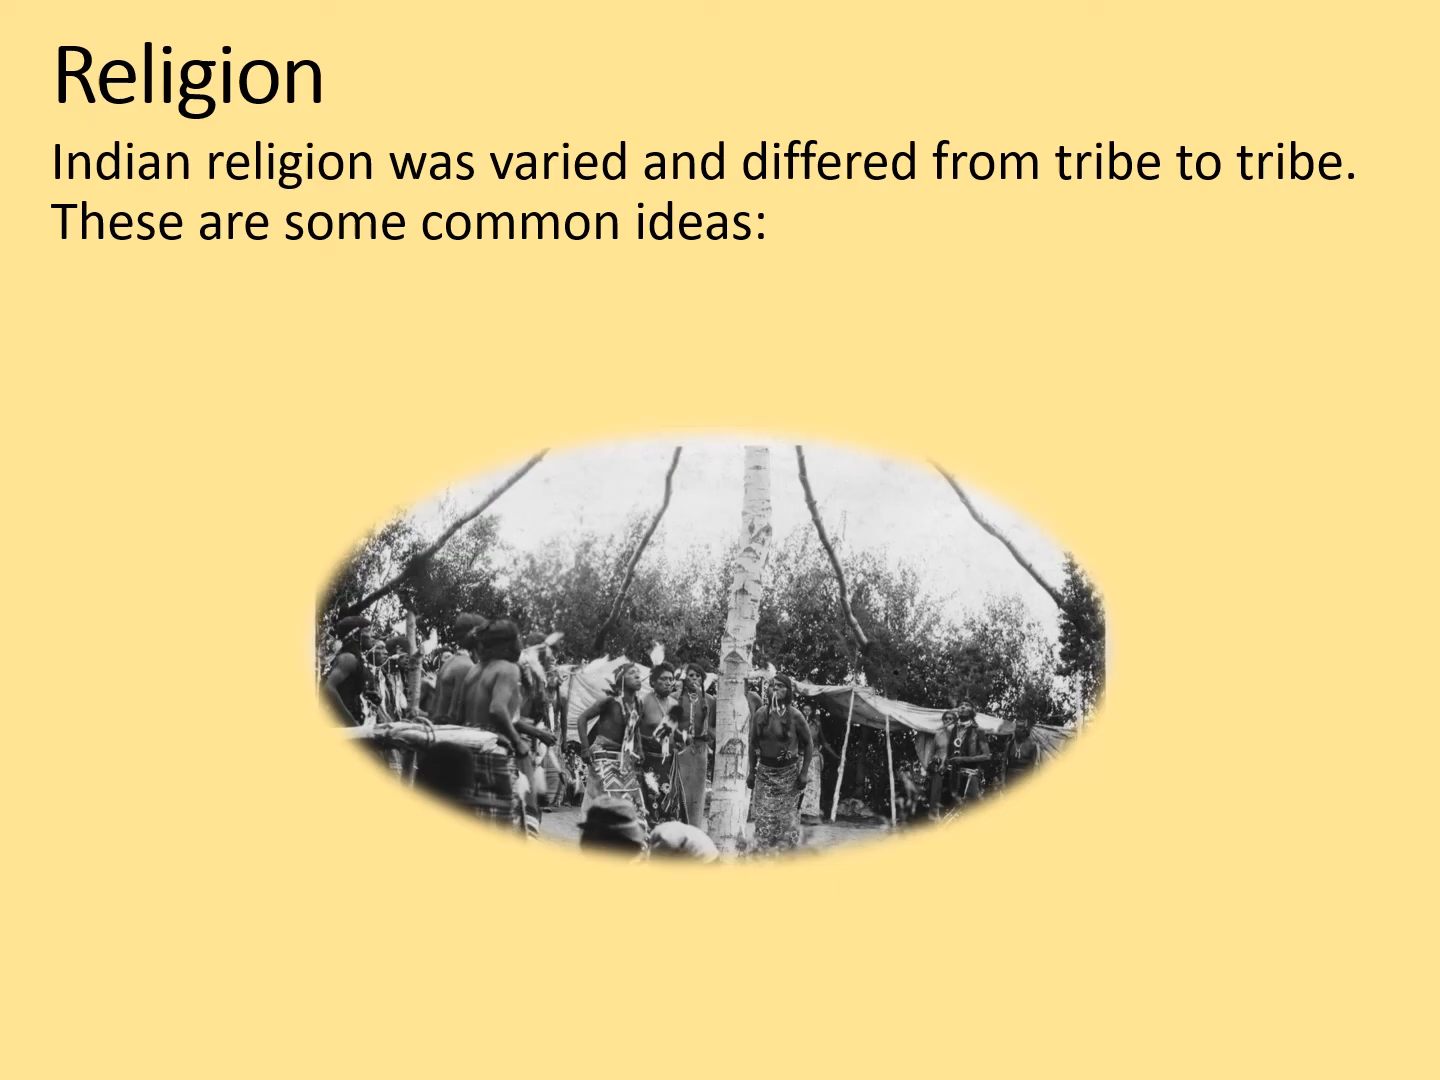 Religion
Indian religion was varied and differed from tribe to tribe.
These are some common ideas: